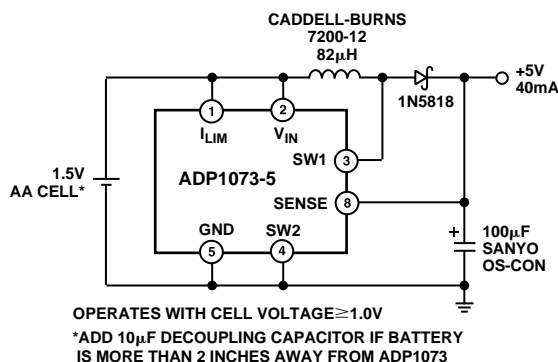 CADDELL-BURNS
7200-12
82μH
+5V
40mA
1N5818
1
2
I_LIM
V_IN
SW1
3
1.5V
AA CELL*
ADP1073-5
SENSE
8
GND
SW2
5
4
+
100μF
SANYO
OS-CON
OPERATES WITH CELL VOLTAGE≥1.0V
*ADD 10μF DECOUPLING CAPACITOR IF BATTERY
IS MORE THAN 2 INCHES AWAY FROM ADP1073